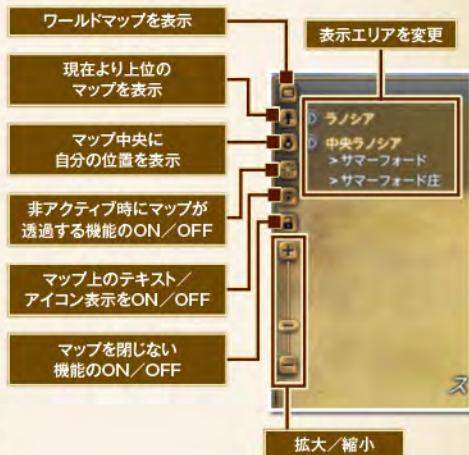 ワールドマップを表示
表示エリアを変更
現在より上位の
マップを表示
マップ中央に
自分の位置を表示
非アクティブ時にマップが
透過する機能のON／OFF
マップ上のテキスト／
アイコン表示をON／OFF
マップを閉じない
機能のON／OFF
ラノシア
中央ラノシア
>サマーフォード
>サマーフォード庄
ス
拡大／縮小